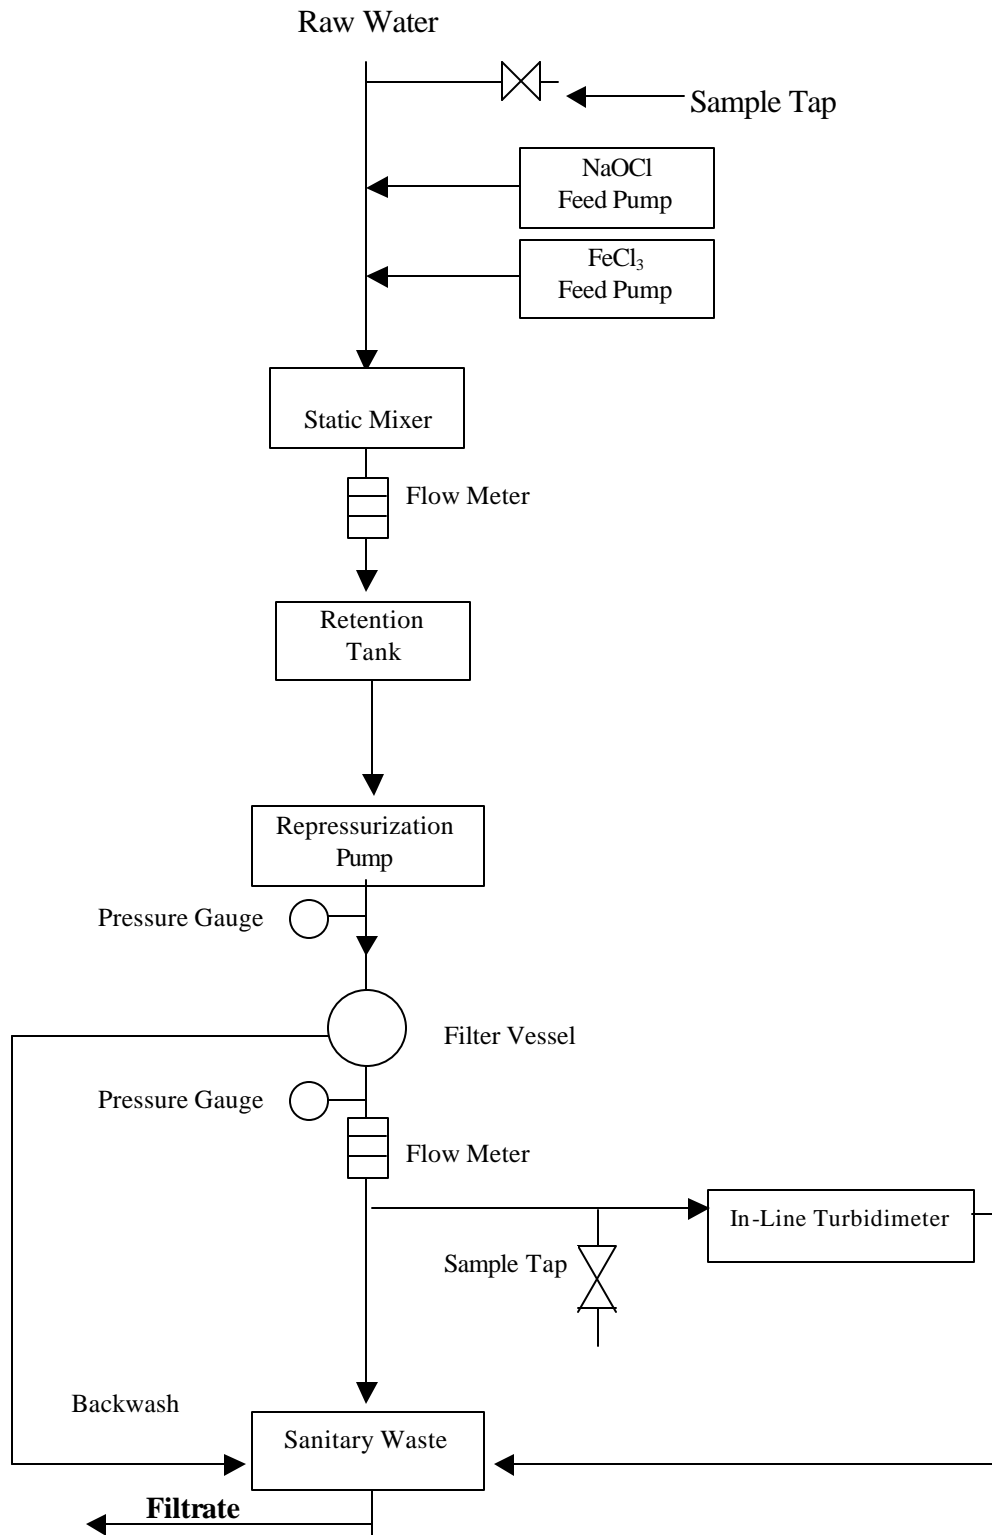 Raw Water
Sample Tap
NaOCl
Feed Pump
FeCl₃
Feed Pump
Static Mixer
Flow Meter
Retention
Tank
Repressurization
Pump
Pressure Gauge
Filter Vessel
Pressure Gauge
Flow Meter
In-Line Turbidimeter
Sample Tap
Backwash
Sanitary Waste
Filtrate